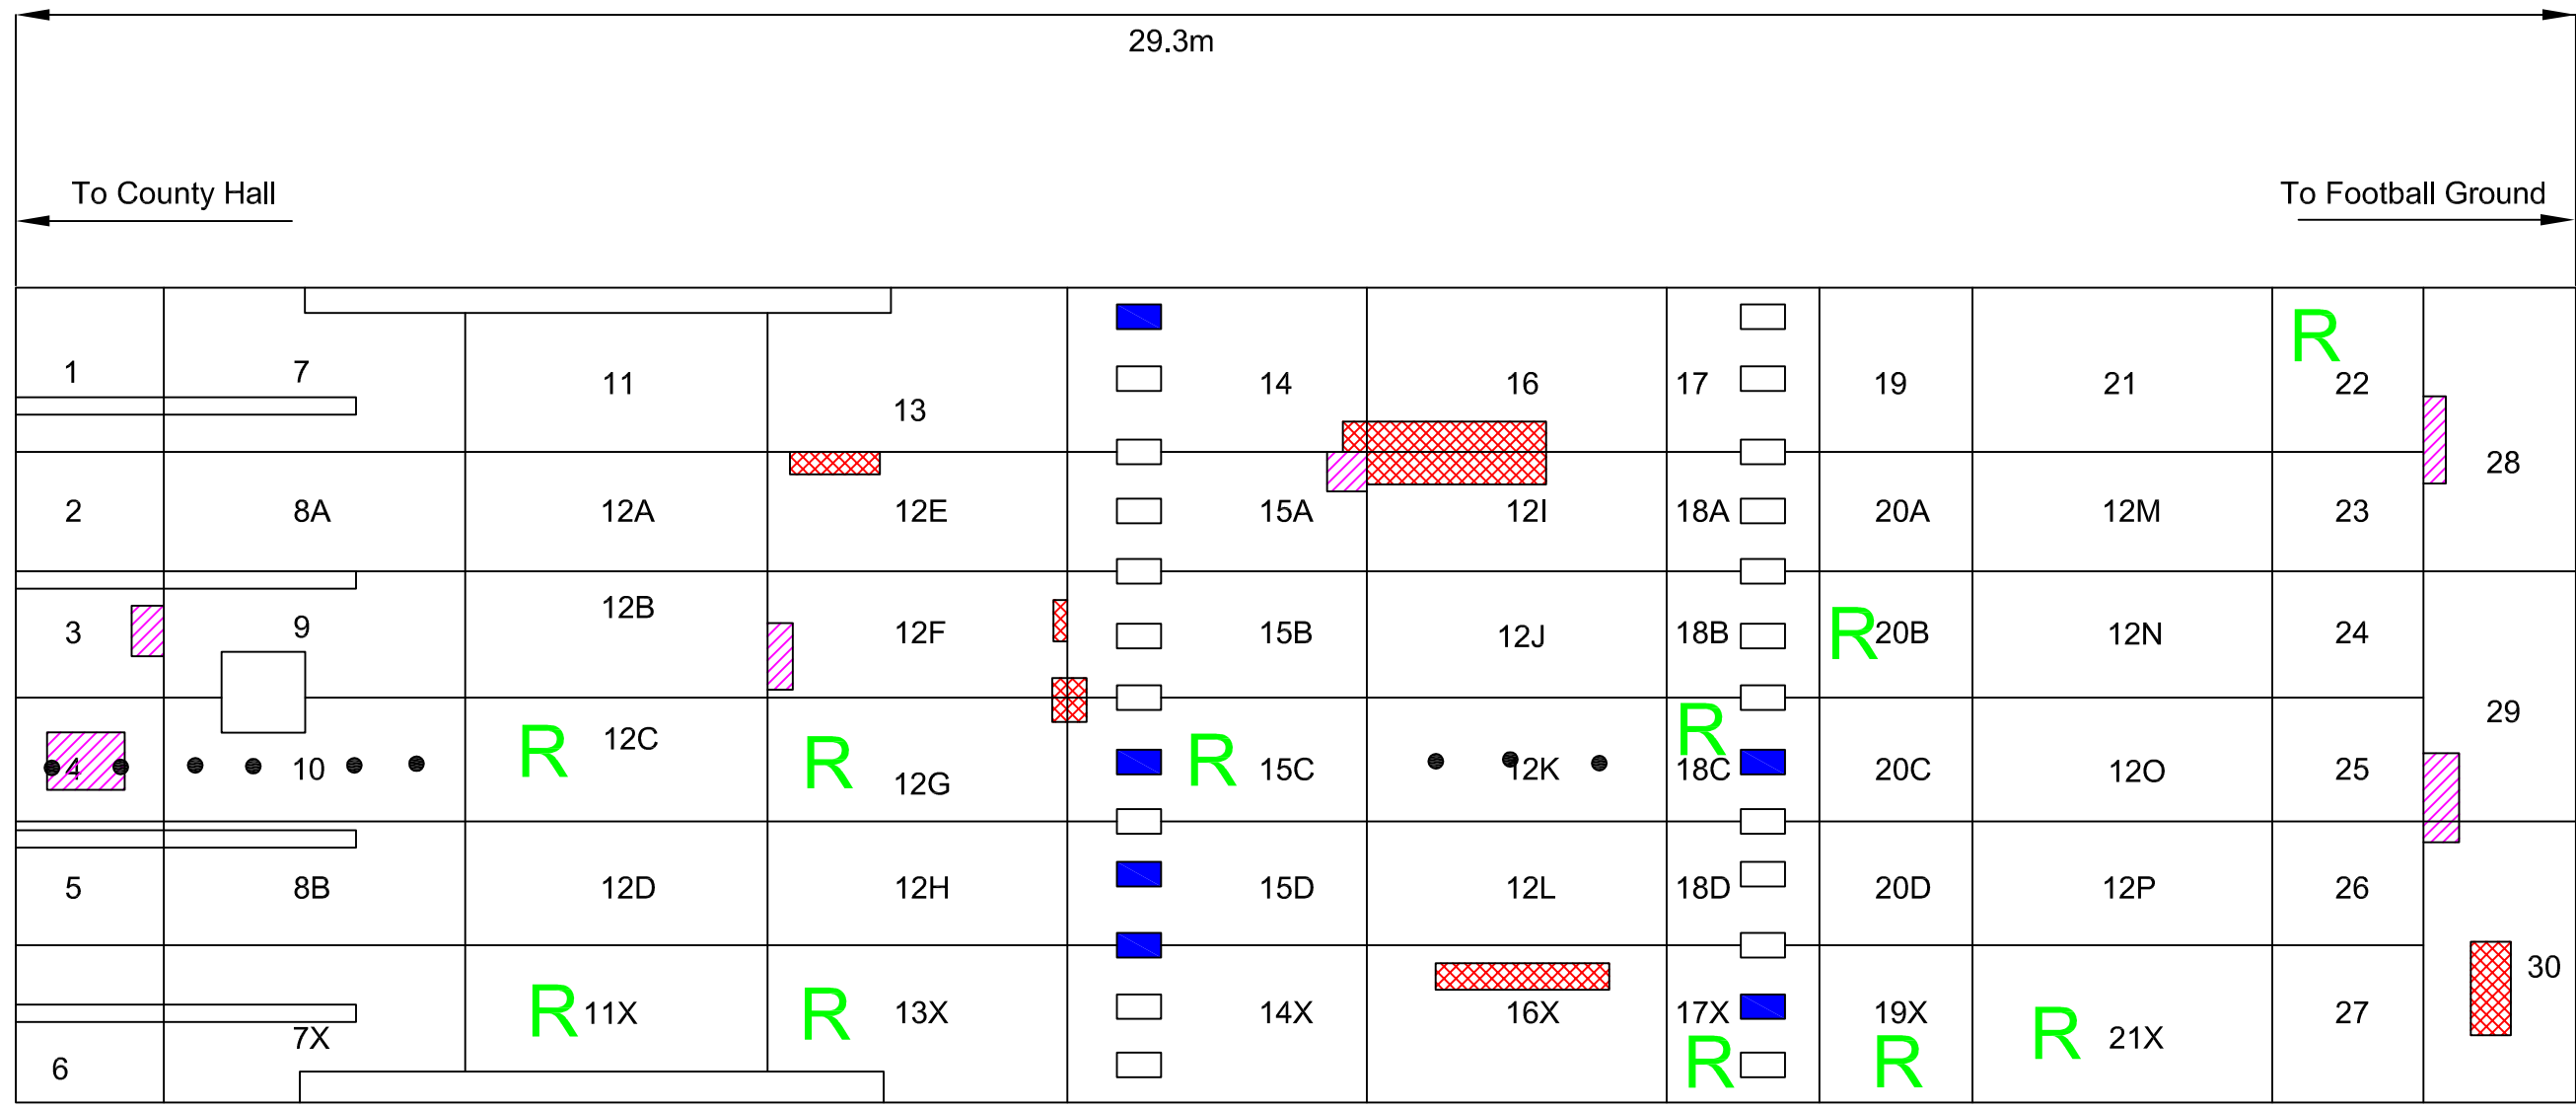 29.3m
To County Hall
To Football Ground
1 7 11 13 14 16 17 19 21 R 22
28
2 8A 12A 12E 15A 12I 18A 20A 12M 23
3 9 12B 12F 15B 12J 18B R 20B 12N 24
29
4 10 R 12C R 12G R 15C 12K R 18C 20C 12O 25
5 8B 12D 12H 15D 12L 18D 20D 12P 26
30
6 7X R 11X R 13X 14X 16X 17X R 19X R R 21X 27